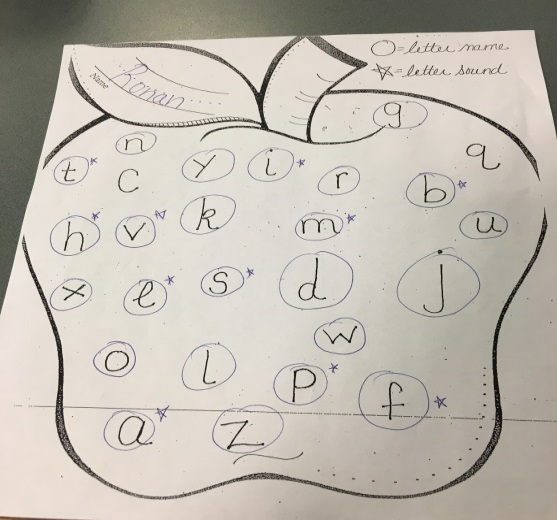 ○=letter name
☆=letter sound
Name Ronan
g
n
q
t c y i r b
h v k m u
x e s d j
w
o l p f
a z